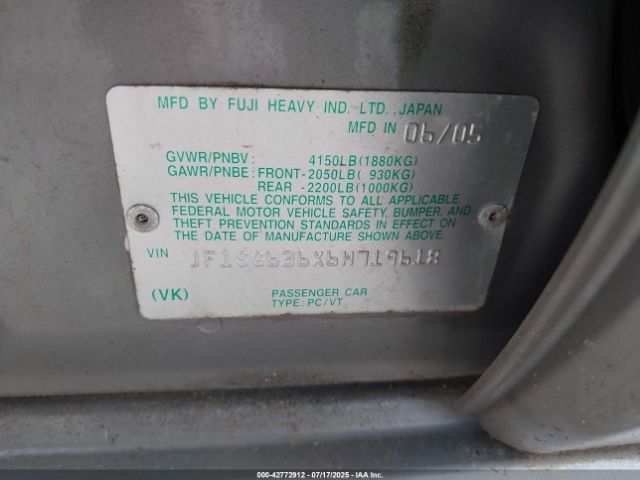 MFD BY FUJI HEAVY IND. LTD., JAPAN
MFD IN 06/05
GVWR/PNBV: 4150LB(1880KG)
GAWR/PNBE: FRONT-2050LB( 930KG)
REAR -2200LB(1000KG)
THIS VEHICLE CONFORMS TO ALL APPLICABLE
FEDERAL MOTOR VEHICLE SAFETY, BUMPER, AND
THEFT PREVENTION STANDARDS IN EFFECT ON
THE DATE OF MANUFACTURE SHOWN ABOVE.
VIN JF1SG636X6H719618
(VK) PASSENGER CAR
TYPE: PC/VT
000-42772912 - 07/17/2025 - IAA Inc.